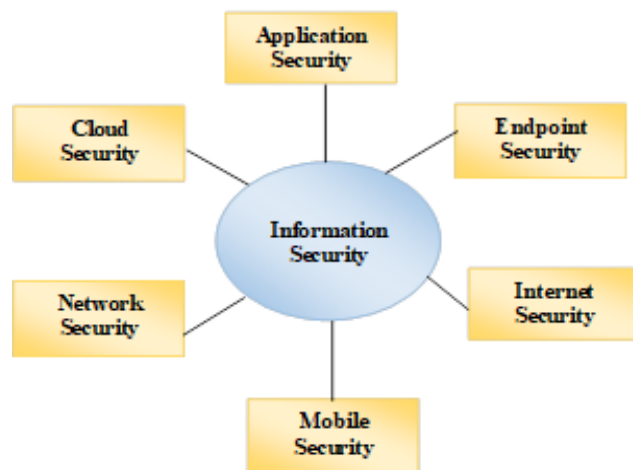 Application
Security
Cloud
Security
Endpoint
Security
Information
Security
Network
Security
Internet
Security
Mobile
Security